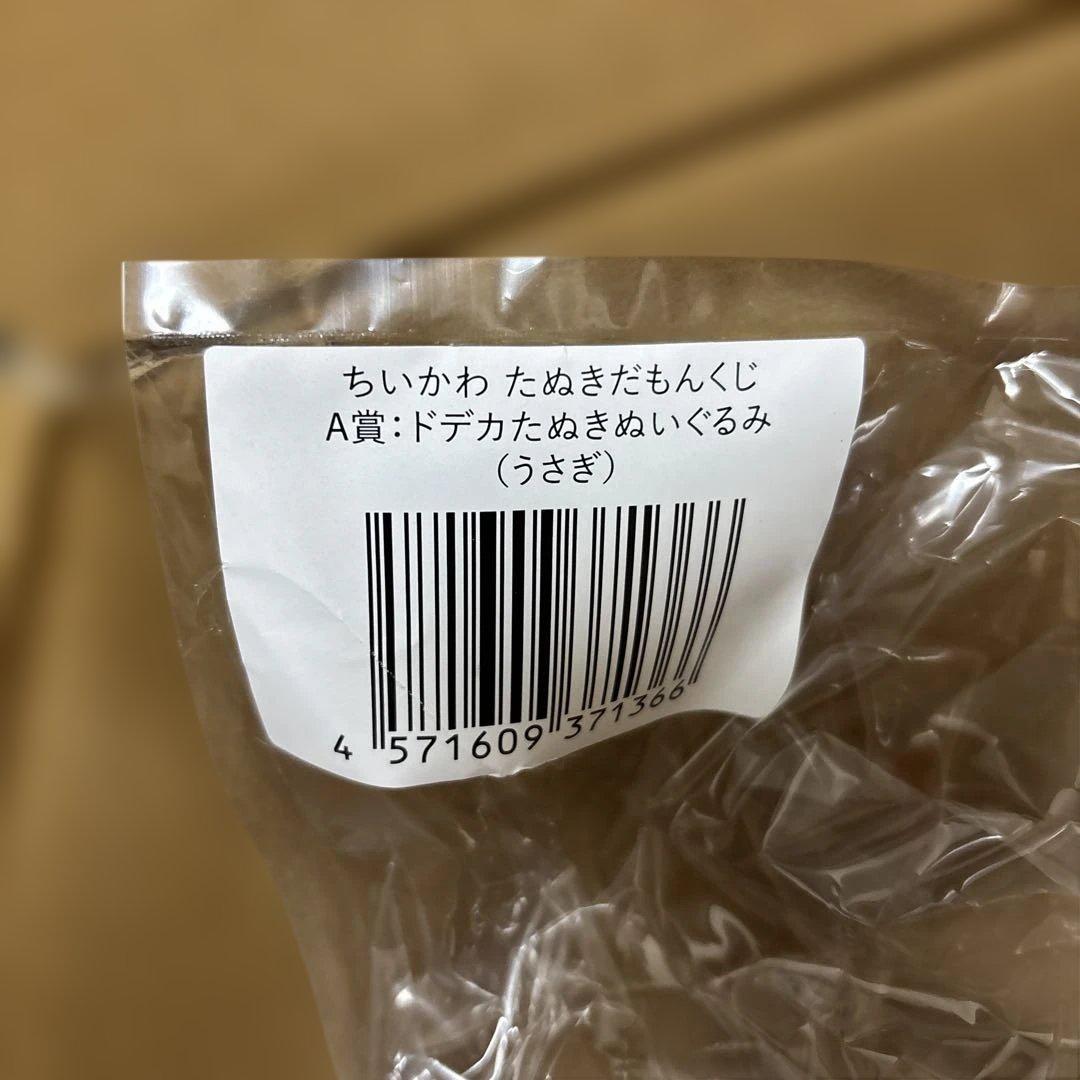 ちいかわ たぬきだもんくじ
A賞：ドデカたぬきぬいぐるみ
（うさぎ）
4 571609 371366